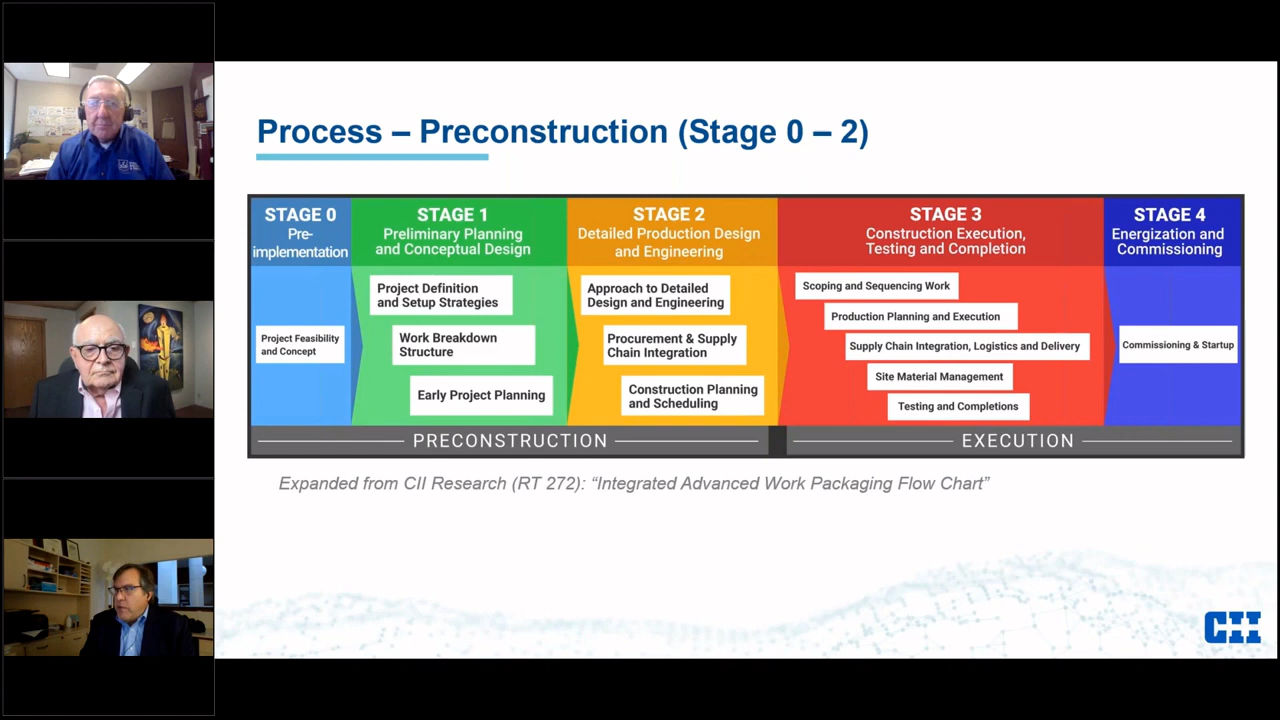 Process – Preconstruction (Stage 0 – 2)
STAGE 0
Pre-
implementation
Project Feasibility
and Concept
STAGE 1
Preliminary Planning
and Conceptual Design
Project Definition
and Setup Strategies
Work Breakdown
Structure
Early Project Planning
STAGE 2
Detailed Production Design
and Engineering
Approach to Detailed
Design and Engineering
Procurement & Supply
Chain Integration
Construction Planning
and Scheduling
STAGE 3
Construction Execution,
Testing and Completion
Scoping and Sequencing Work
Production Planning and Execution
Supply Chain Integration, Logistics and Delivery
Site Material Management
Testing and Completions
STAGE 4
Energization and
Commissioning
Commissioning & Startup
PRECONSTRUCTION
EXECUTION
Expanded from CII Research (RT 272): “Integrated Advanced Work Packaging Flow Chart”
CII